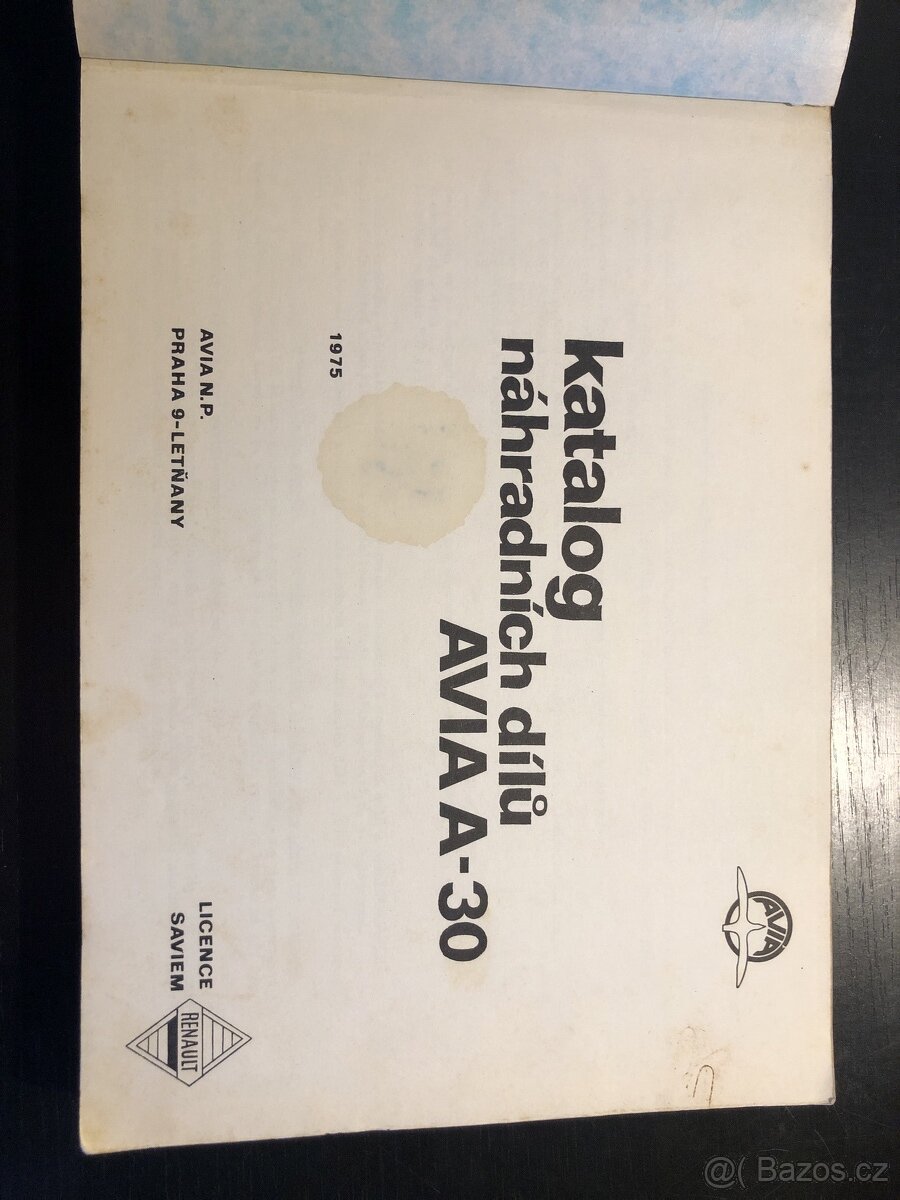 AVIA
katalog
náhradních dílů
AVIA A-30
1975
AVIA N.P.
PRAHA 9-LETŇANY
LICENCE
SAVIEM
RENAULT
@( Bazos.cz